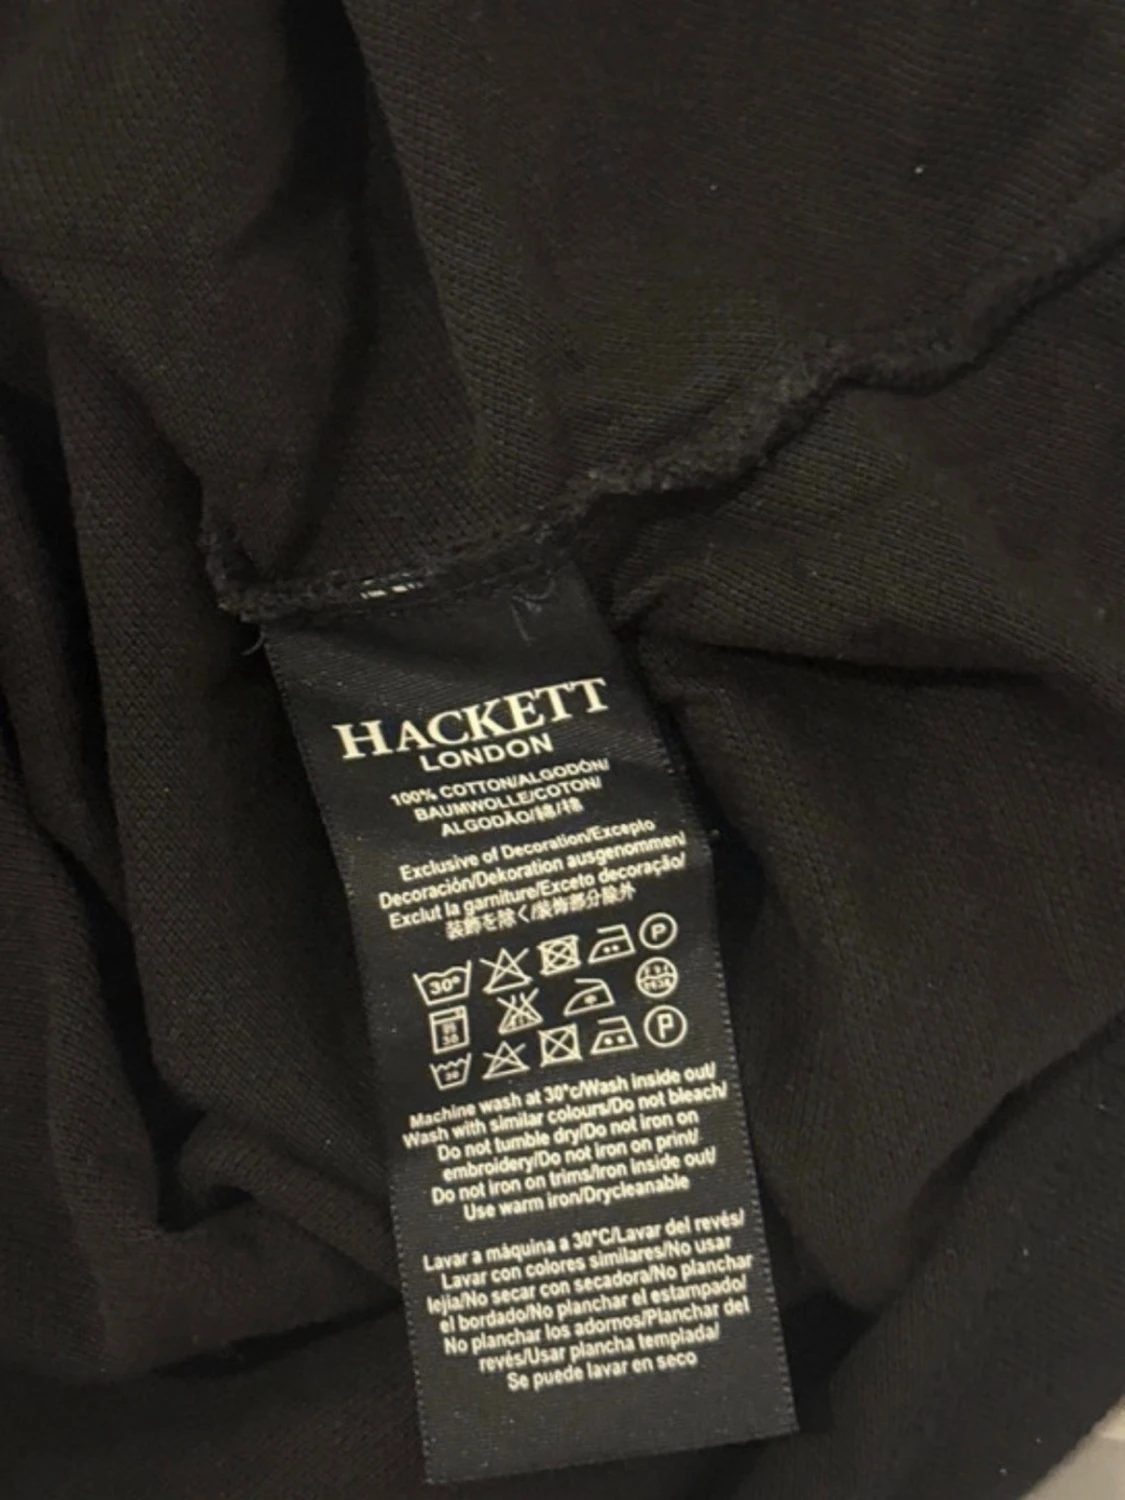 HACKETT
LONDON
100% COTTON/ALGODÓN/
BAUMWOLLE/COTON/
ALGODÃO/綿/棉
Exclusive of Decoration/Excepto
Decoración/Dekoration ausgenommen/
Exclut la garniture/Exceto decoração/
装飾を除く/装饰部分除外
30° P
30
30 P
Machine wash at 30°c/Wash inside out/
Wash with similar colours/Do not bleach/
Do not tumble dry/Do not iron on
embroidery/Do not iron on print/
Do not iron on trims/Iron inside out/
Use warm iron/Drycleanable
Lavar a máquina a 30°C/Lavar del revés/
Lavar con colores similares/No usar
lejia/No secar con secadora/No planchar
el bordado/No planchar el estampado/
No planchar los adornos/Planchar del
revés/Usar plancha templada/
Se puede lavar en seco